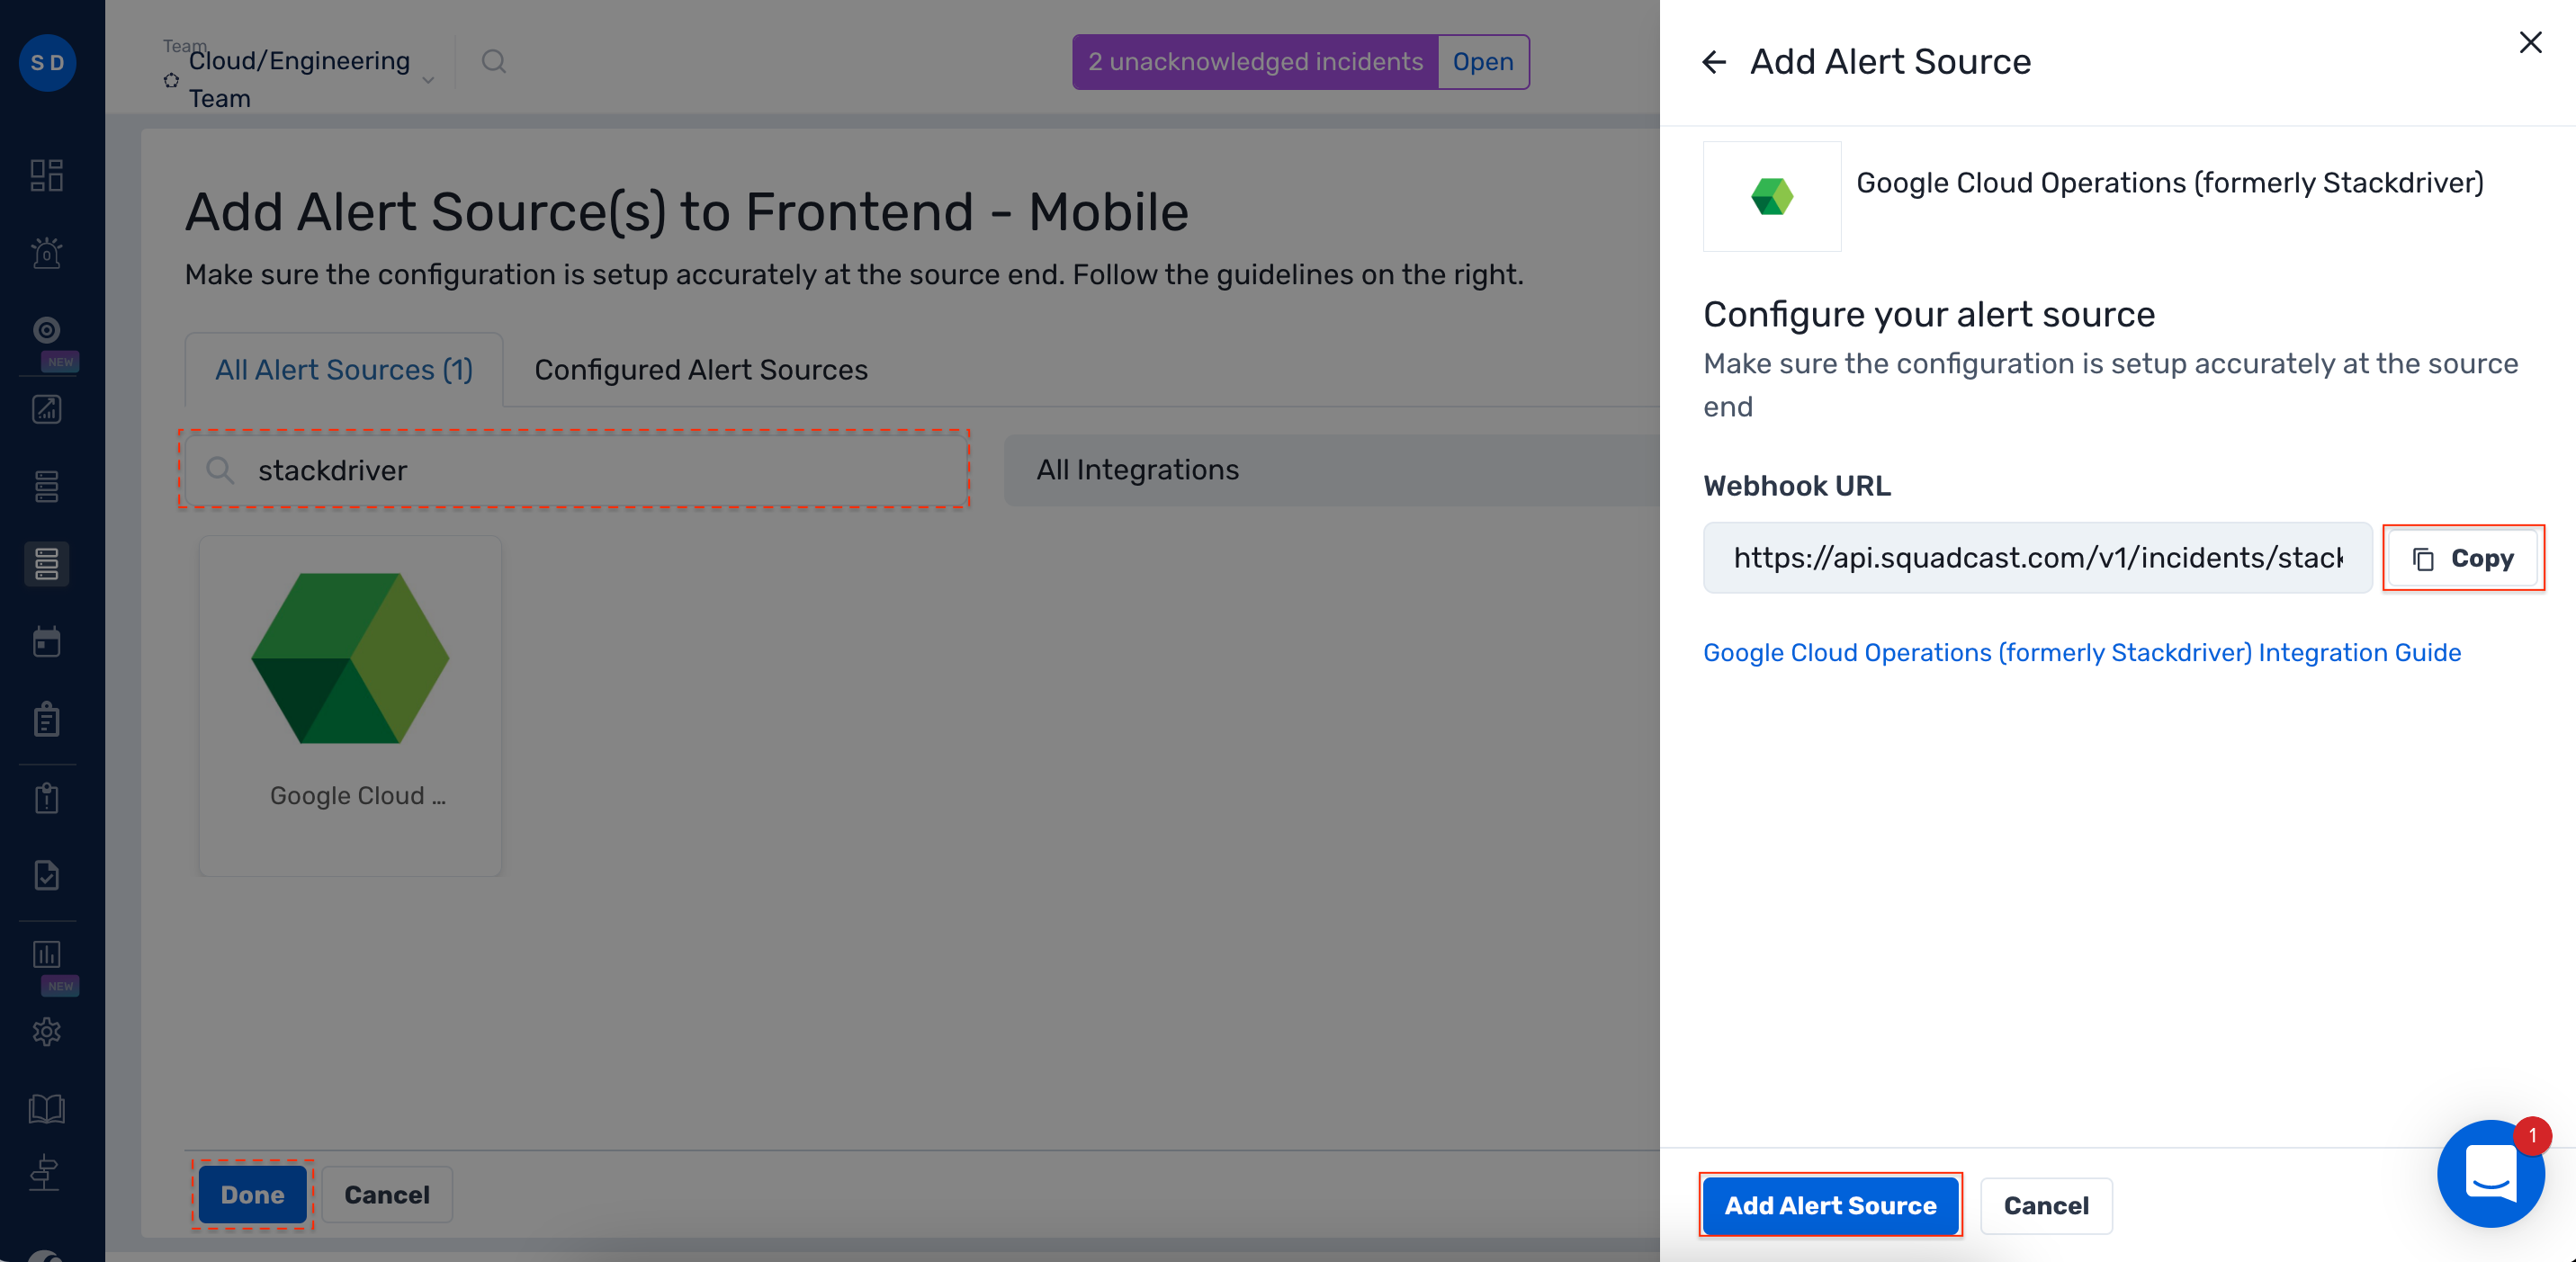 S D
Team
Cloud/Engineering
Team
2 unacknowledged incidents
Open
Add Alert Source(s) to Frontend - Mobile
Make sure the configuration is setup accurately at the source end. Follow the guidelines on the right.
All Alert Sources (1)
Configured Alert Sources
stackdriver
All Integrations
Google Cloud ...
Done
Cancel
NEW
NEW
Add Alert Source
Google Cloud Operations (formerly Stackdriver)
Configure your alert source
Make sure the configuration is setup accurately at the source
end
Webhook URL
https://api.squadcast.com/v1/incidents/stack
Copy
Google Cloud Operations (formerly Stackdriver) Integration Guide
1
Add Alert Source
Cancel